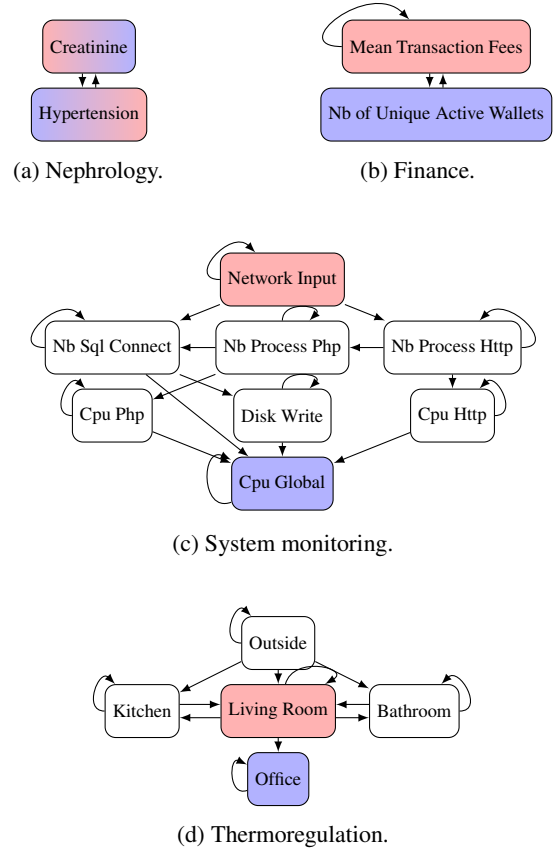 Creatinine
Hypertension
(a) Nephrology.
Mean Transaction Fees
Nb of Unique Active Wallets
(b) Finance.
Network Input
Nb Sql Connect
Nb Process Php
Nb Process Http
Cpu Php
Disk Write
Cpu Http
Cpu Global
(c) System monitoring.
Outside
Kitchen
Living Room
Bathroom
Office
(d) Thermoregulation.